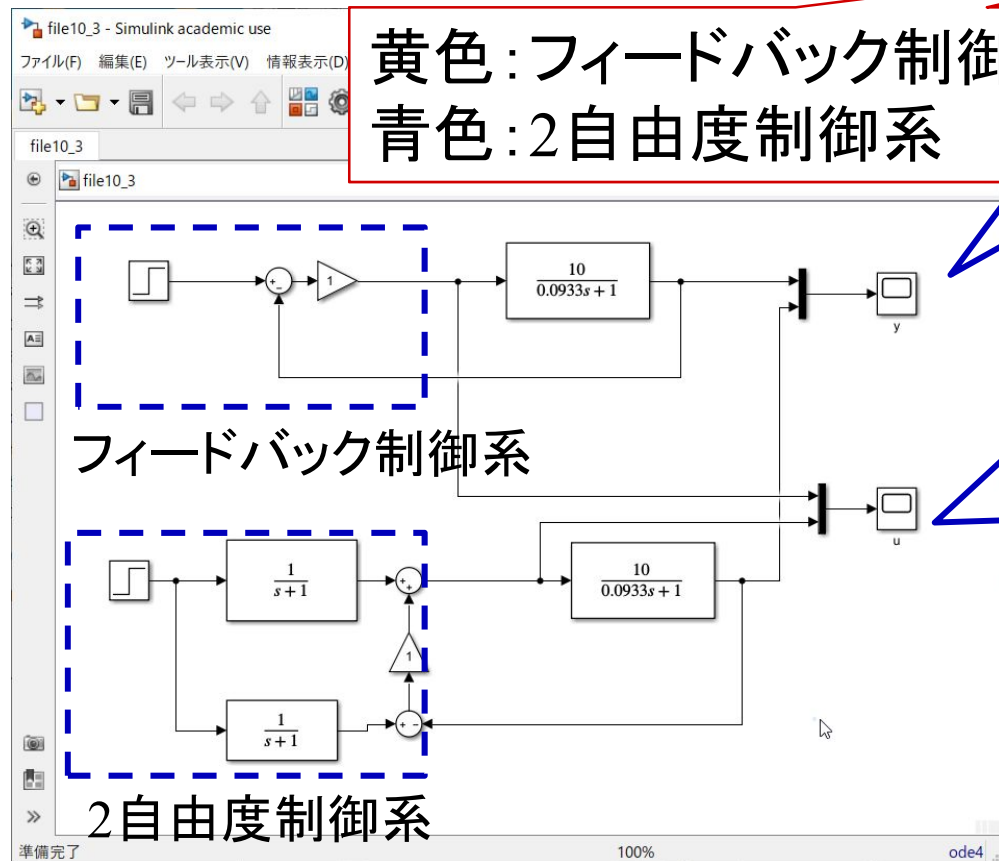 file10_3 - Simulink academic use
ファイル(F) 編集(E) ツール表示(V) 情報表示(D)
黄色:フィードバック制御
青色:2自由度制御系
file10_3
file10_3
+
-
1
10
0.0933s + 1
y
フィードバック制御系
u
1
s + 1
+
+
10
0.0933s + 1
1
1
s + 1
+ -
2自由度制御系
準備完了
100%
ode4